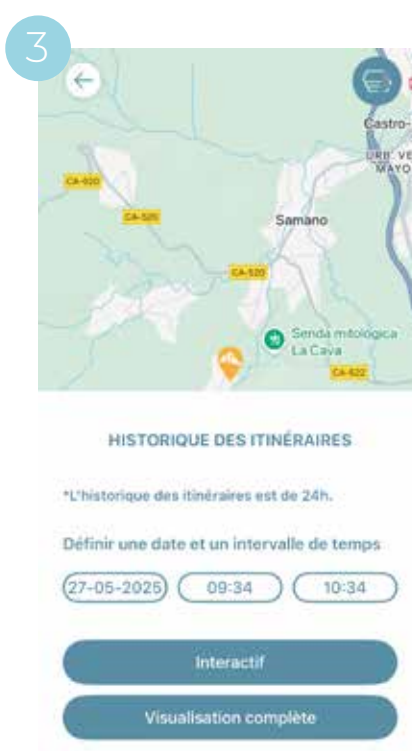 3
Castro-
URB. VE
MAYO
CA-620
CA-520
Samano
CA-520
Senda mitológica
La Cava
CA-522
HISTORIQUE DES ITINÉRAIRES
*L'historique des itinéraires est de 24h.
Définir une date et un intervalle de temps
27-05-2025 09:34 10:34
Interactif
Visualisation complète